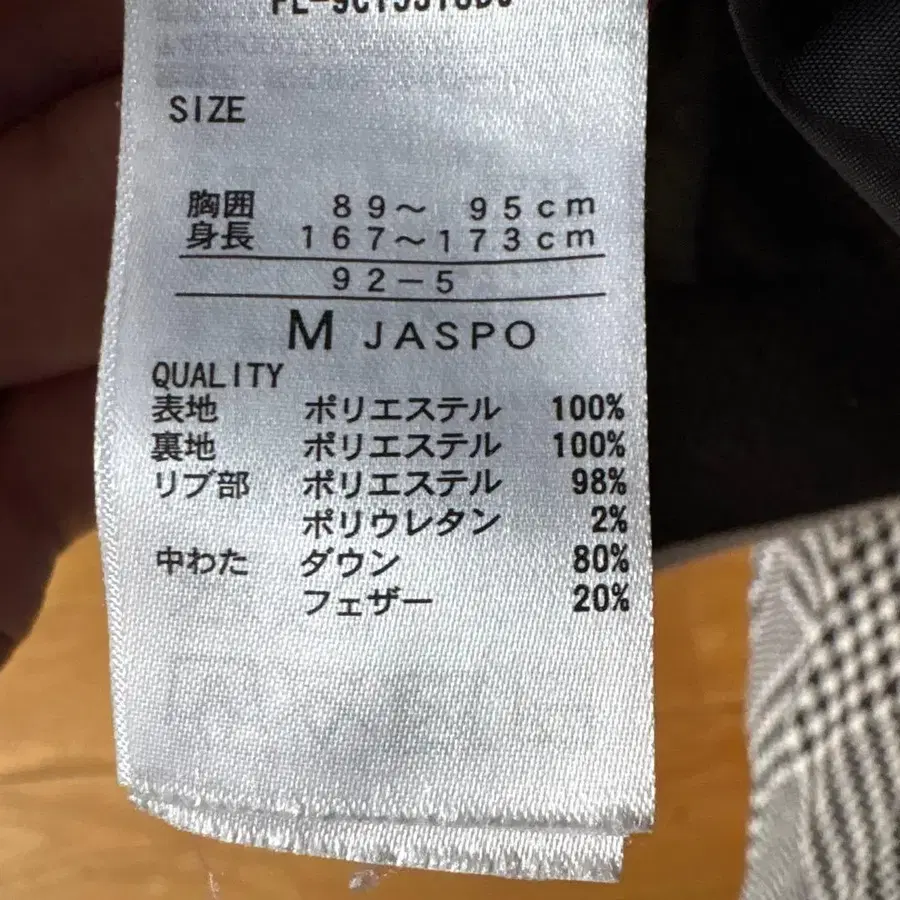 SIZE
胸囲 89～ 95cm
身長 167～173cm
92－5
M JASPO
QUALITY
表地 ポリエステル 100%
裏地 ポリエステル 100%
リブ部 ポリエステル 98%
ポリウレタン 2%
中わた ダウン 80%
フェザー 20%